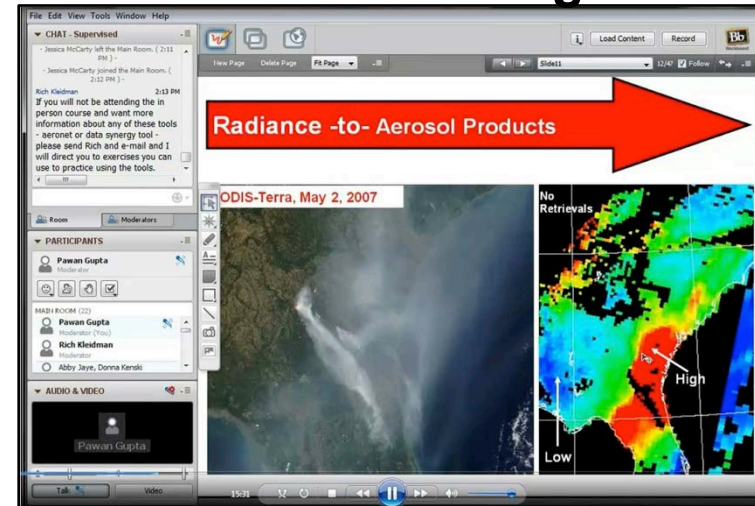 File Edit View Tools Window Help
CHAT - Supervised
- Jessica McCarty left the Main Room. ( 2:11
PM ) -
- Jessica McCarty joined the Main Room. (
2:12 PM ) -
Rich Kleidman 2:13 PM
If you will not be attending the in
person course and want more
information about any of these tools
- aeronet or data synergy tool -
please send Rich and e-mail and I
will direct you to exercises you can
use to practice using the tools.
Room Moderators
PARTICIPANTS
Pawan Gupta
Moderator
MAIN ROOM (22)
Pawan Gupta
Moderator (You)
Rich Kleidman
Moderator
Abby Jaye, Donna Kenski
AUDIO & VIDEO
Pawan Gupta
Talk Video
Load Content Record Bb
New Page Delete Page Fit Page Slide11 12/47 Follow
Radiance -to- Aerosol Products
ODIS-Terra, May 2, 2007
No
Retrievals
High
Low
15:31